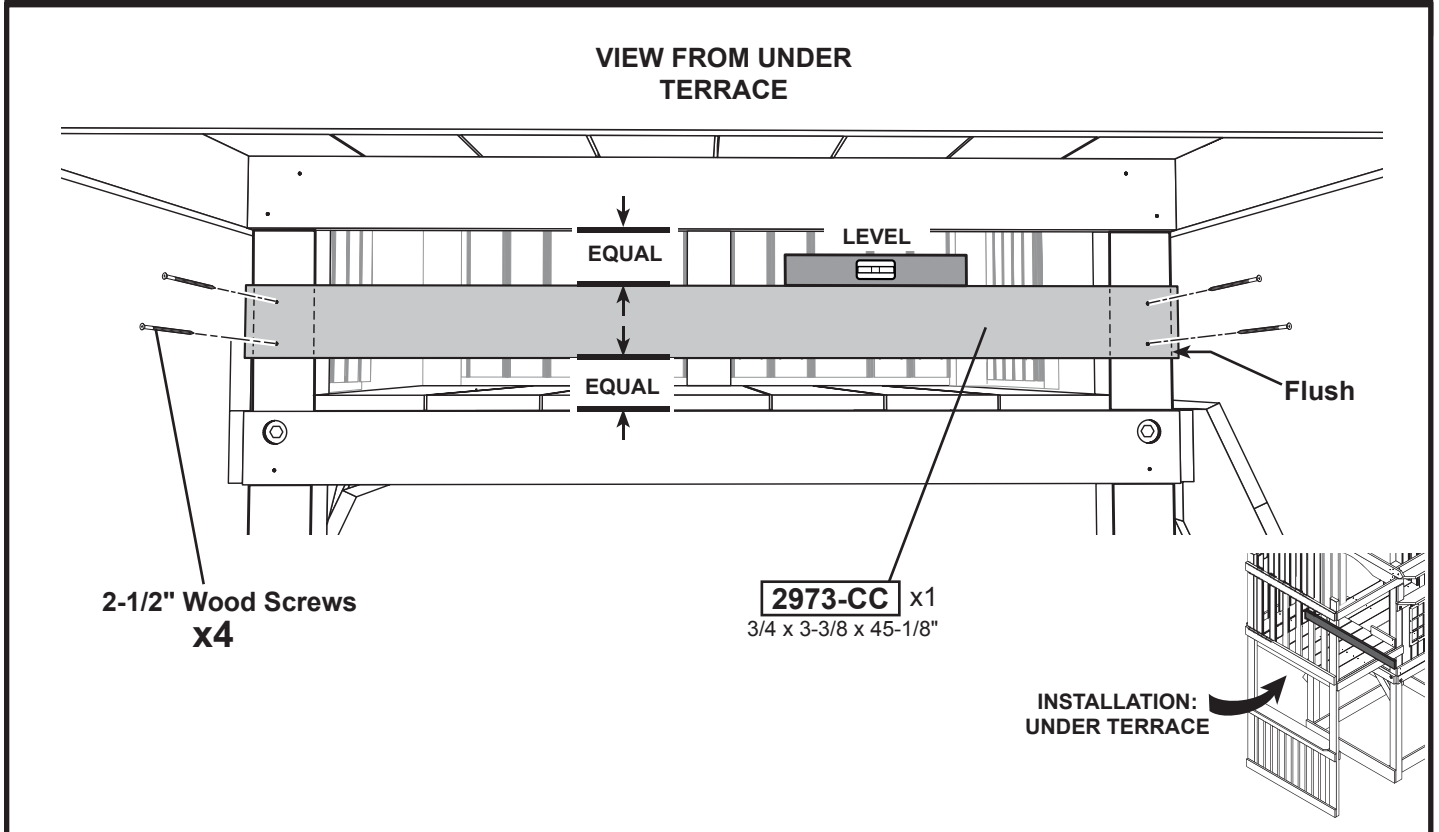 VIEW FROM UNDER
TERRACE
EQUAL
LEVEL
EQUAL
Flush
2-1/2" Wood Screws
x4
2973-CC x1
3/4 x 3-3/8 x 45-1/8"
INSTALLATION:
UNDER TERRACE